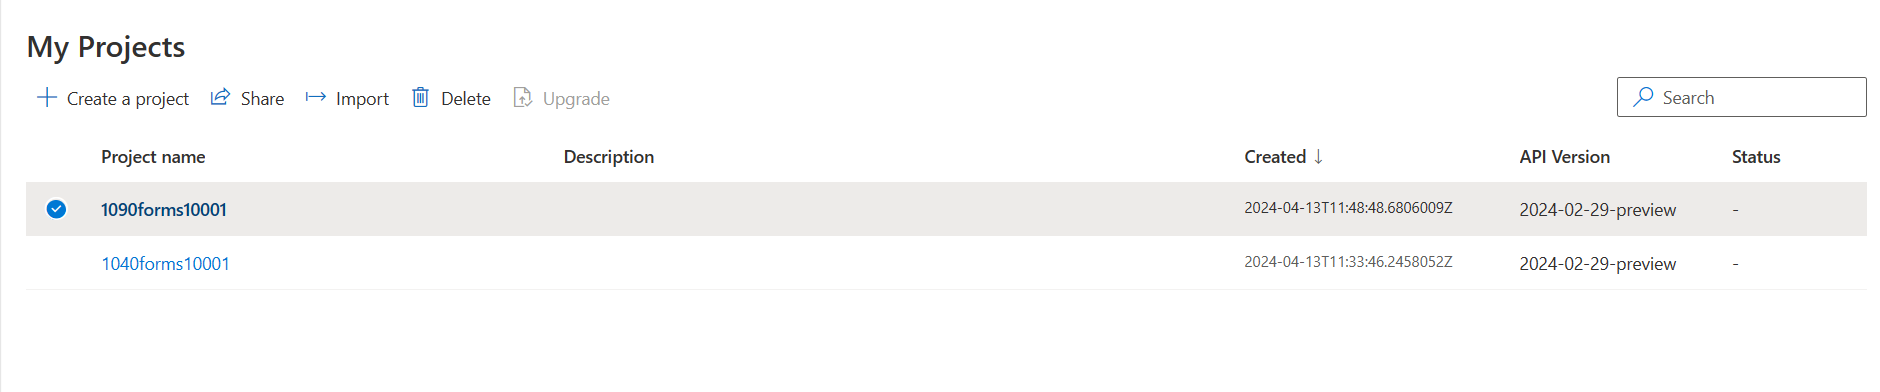 My Projects
Create a project Share Import Delete Upgrade Search
Project name Description Created ↓ API Version Status
1090forms10001 2024-04-13T11:48:48.6806009Z 2024-02-29-preview -
1040forms10001 2024-04-13T11:33:46.2458052Z 2024-02-29-preview -